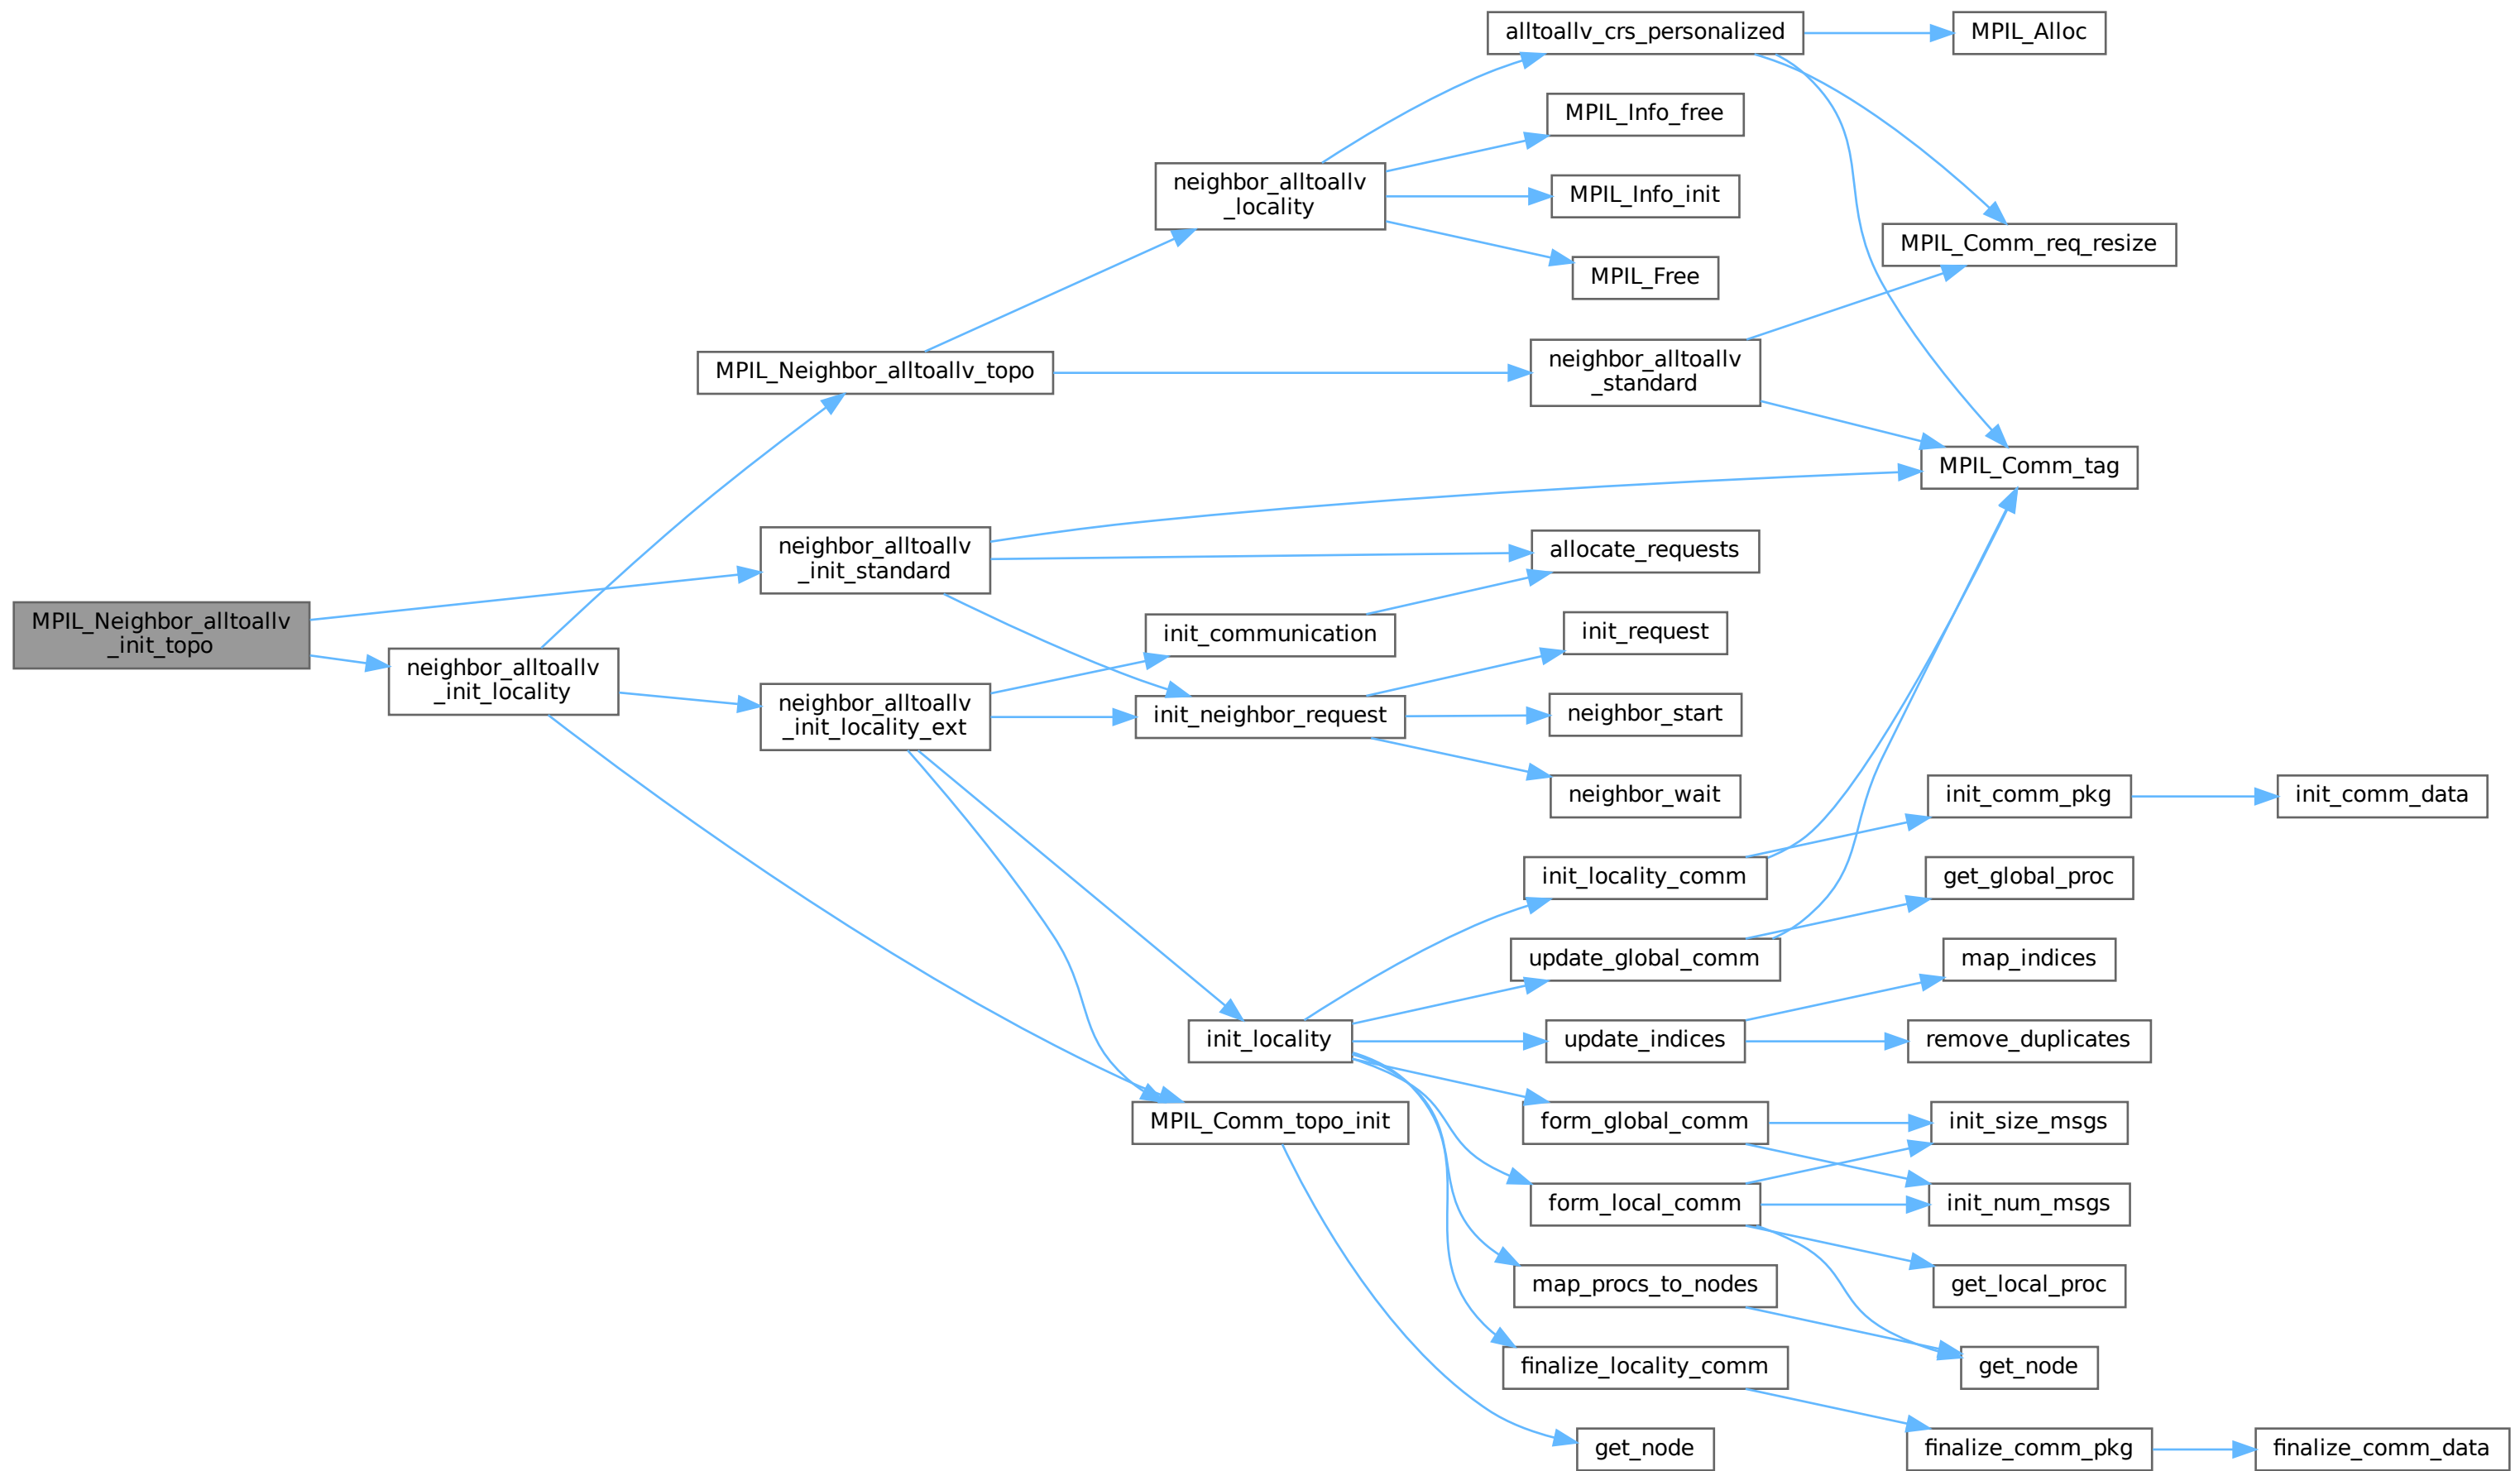 alltoallv_crs_personalized
MPIL_Alloc
MPIL_Info_free
neighbor_alltoallv
_locality
MPIL_Info_init
MPIL_Comm_req_resize
MPIL_Free
MPIL_Neighbor_alltoallv_topo
neighbor_alltoallv
_standard
MPIL_Comm_tag
neighbor_alltoallv
_init_standard
allocate_requests
MPIL_Neighbor_alltoallv
_init_topo
init_communication
init_request
neighbor_alltoallv
_init_locality
neighbor_alltoallv
_init_locality_ext
init_neighbor_request
neighbor_start
neighbor_wait
init_comm_pkg
init_comm_data
init_locality_comm
get_global_proc
update_global_comm
map_indices
init_locality
update_indices
remove_duplicates
MPIL_Comm_topo_init
form_global_comm
init_size_msgs
form_local_comm
init_num_msgs
map_procs_to_nodes
get_local_proc
finalize_locality_comm
get_node
get_node
finalize_comm_pkg
finalize_comm_data